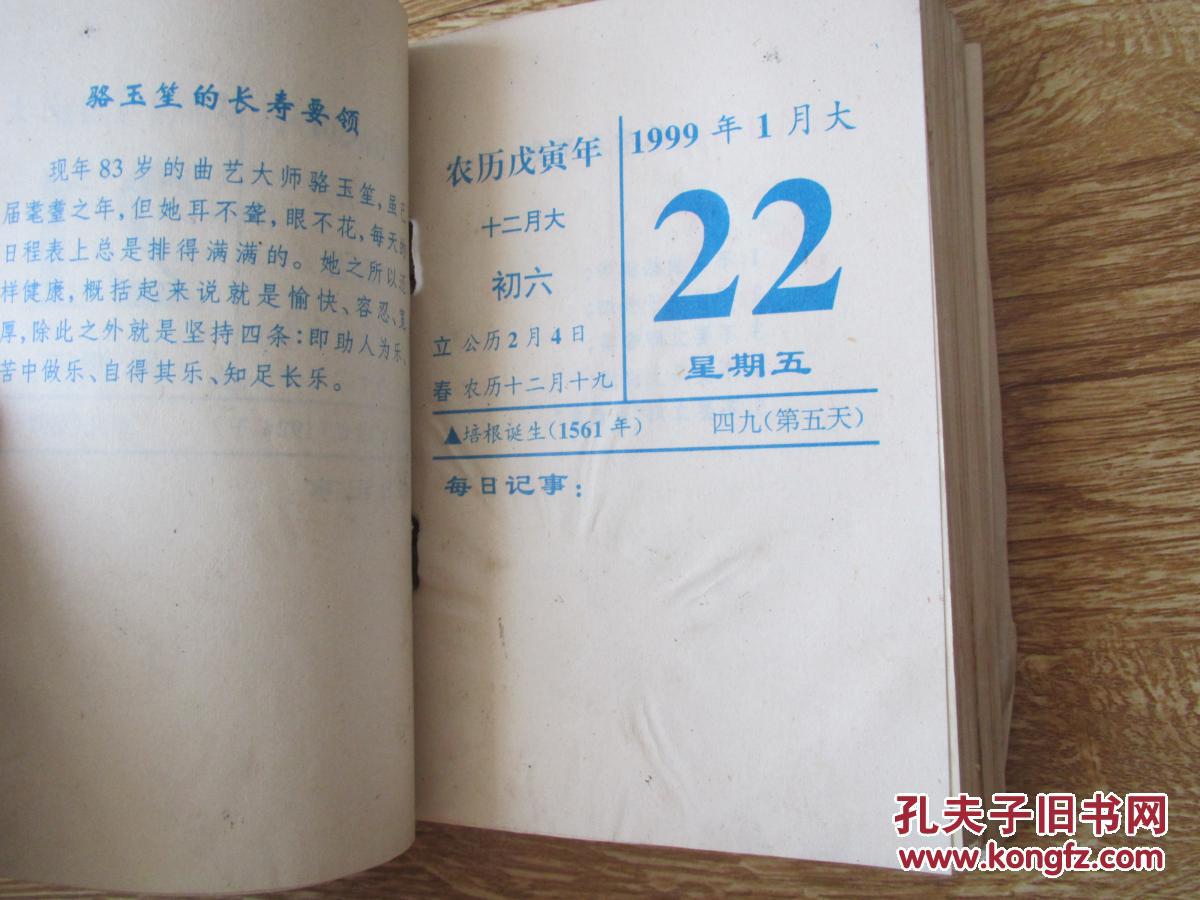 骆玉笙的长寿要领
现年83岁的曲艺大师骆玉笙,虽已
届耄耋之年,但她耳不聋,眼不花,每天的
日程表上总是排得满满的。她之所以这
样健康,概括起来说就是愉快、容忍、宽
厚,除此之外就是坚持四条:即助人为乐、
苦中做乐、自得其乐、知足长乐。
农历戊寅年
十二月大
初六
立春
公历2月4日
农历十二月十九
1999年1月大
22
星期五
▲培根诞生(1561年)
四九(第五天)
每日记事:
孔夫子旧书网
www.kongfz.com